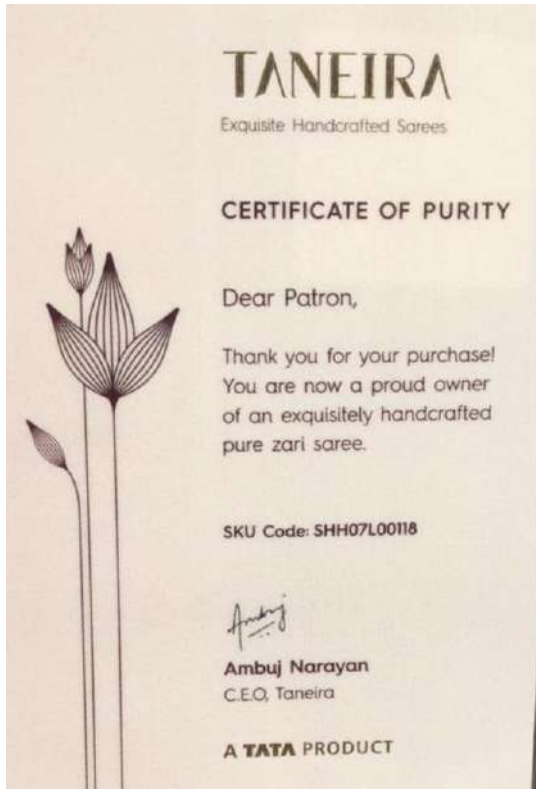 TANEIRA
Exquisite Handcrafted Sarees
CERTIFICATE OF PURITY
Dear Patron,
Thank you for your purchase!
You are now a proud owner
of an exquisitely handcrafted
pure zari saree.
SKU Code: SHH07L00118
Ambuj
Ambuj Narayan
C.E.O, Taneira
A TATA PRODUCT